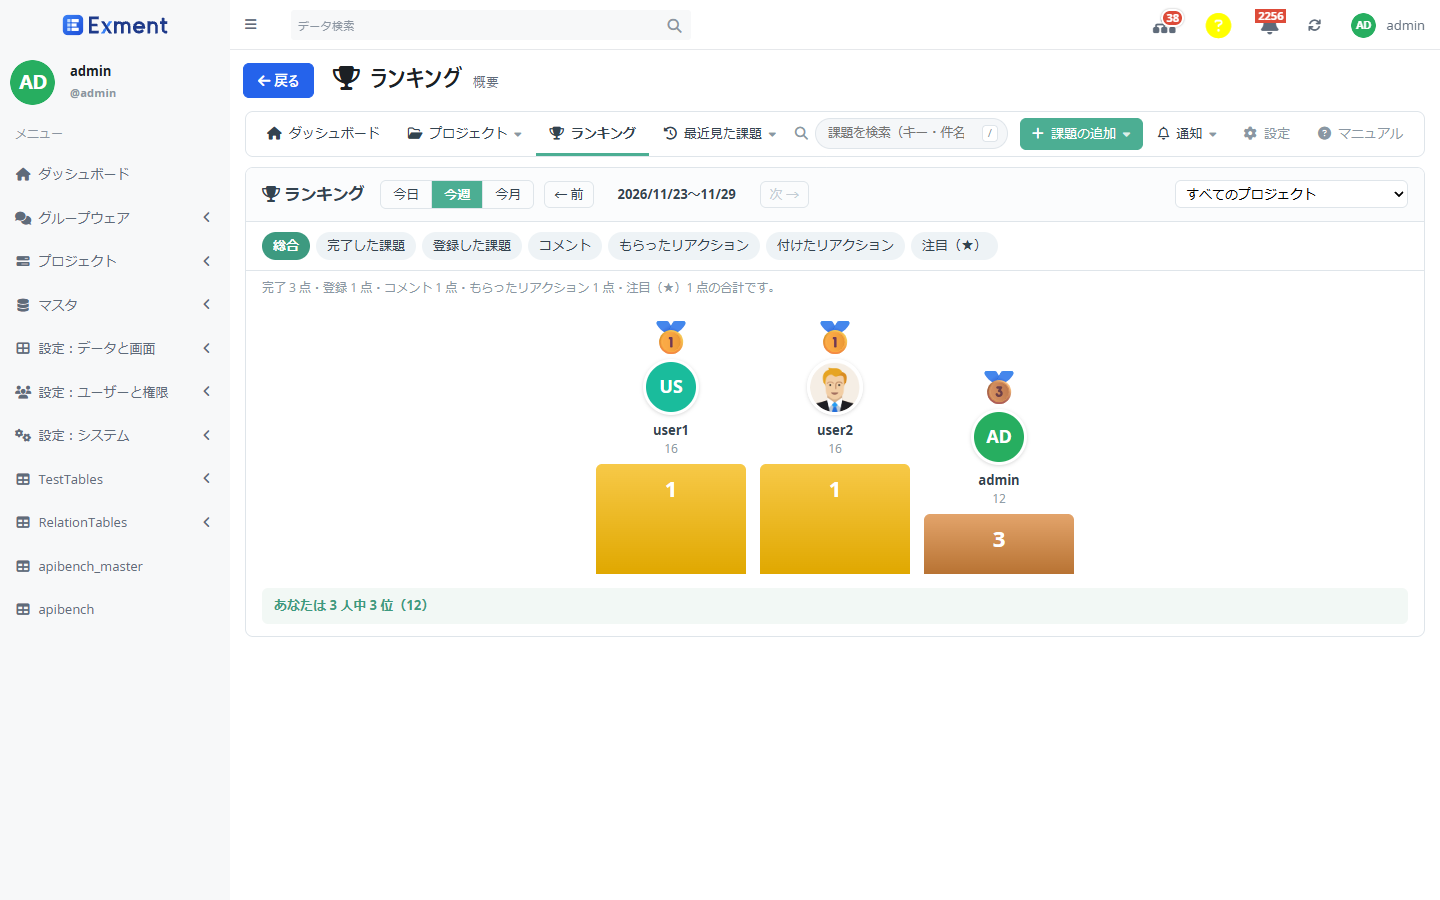 Exment
データ検索
38
?
2256
AD
admin
AD
admin
@admin
メニュー
ダッシュボード
グループウェア
プロジェクト
マスタ
設定：データと画面
設定：ユーザーと権限
設定：システム
TestTables
RelationTables
apibench_master
apibench
戻る
ランキング 概要
ダッシュボード プロジェクト ランキング 最近見た課題 課題を検索（キー・件名 / 課題の追加 通知 設定 マニュアル
ランキング 今日 今週 今月 ← 前 2026/11/23〜11/29 次 → すべてのプロジェクト
総合 完了した課題 登録した課題 コメント もらったリアクション 付けたリアクション 注目（★）
完了 3 点・登録 1 点・コメント 1 点・もらったリアクション 1 点・注目（★）1 点の合計です。
1
US
user1
16
1
1
user2
16
1
3
AD
admin
12
3
あなたは 3 人中 3 位（12）